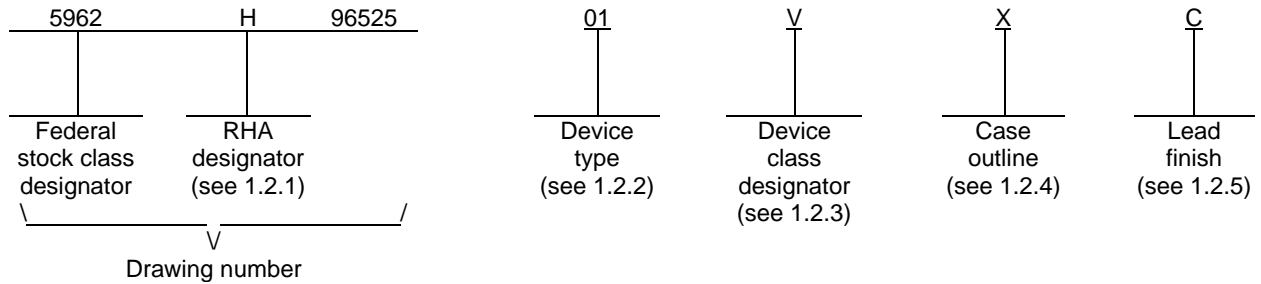 5962 H 96525 01 V X C
Federal stock class designator
RHA designator (see 1.2.1)
Device type (see 1.2.2)
Device class designator (see 1.2.3)
Case outline (see 1.2.4)
Lead finish (see 1.2.5)
Drawing number